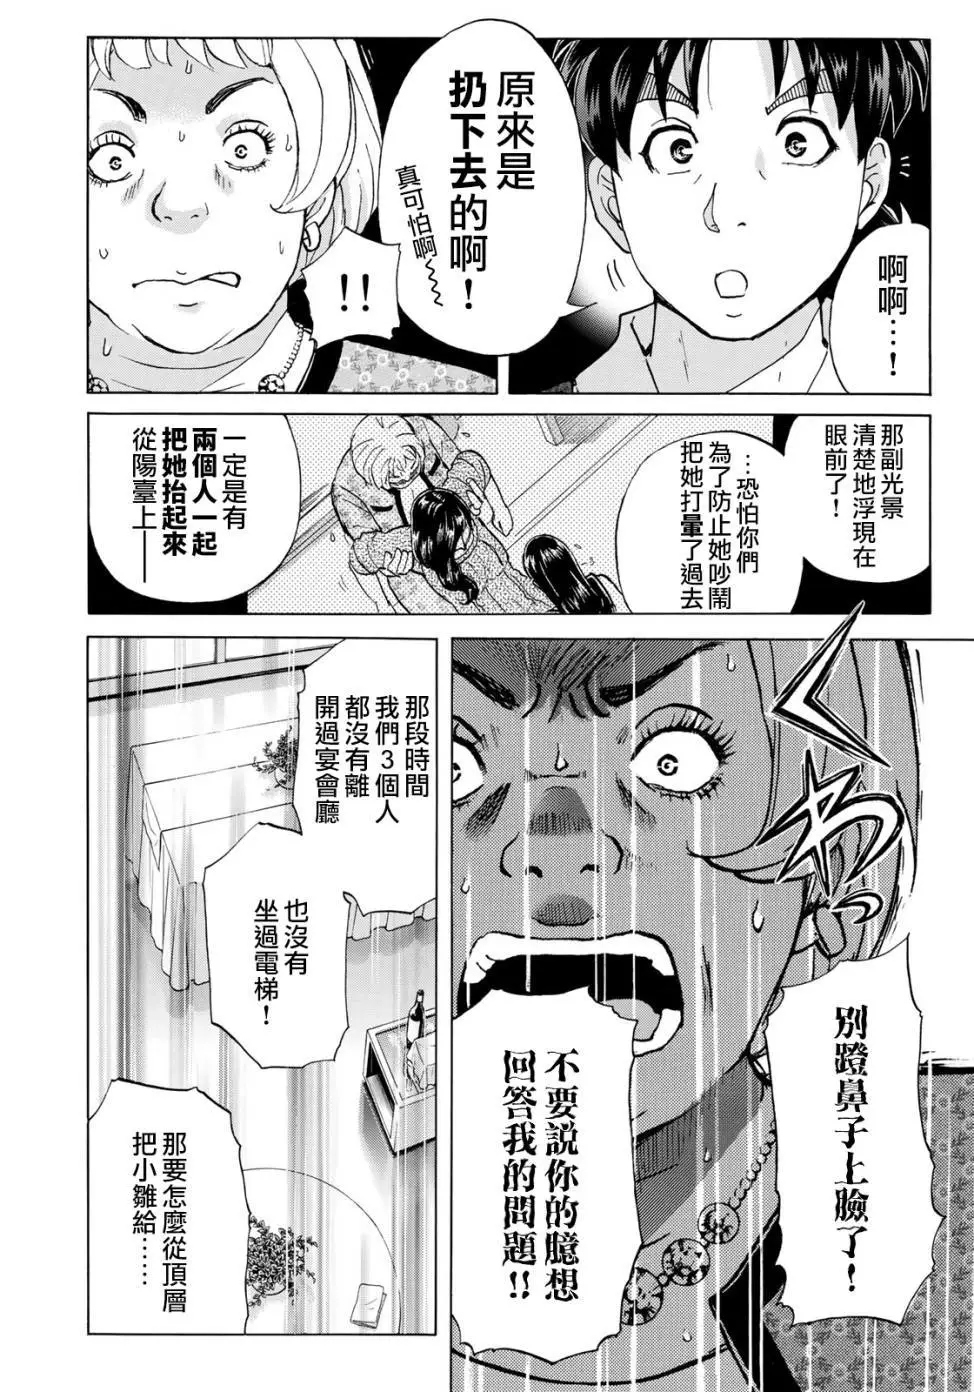 啊啊…！
原來是
扔下去的啊！
真可怕啊〜〜〜
！！
那副光景
清楚地浮現在
眼前了！
…恐怕你們
為了防止她吵鬧
把她打暈了過去
一定是有
兩個人一起
把她抬起來
從陽臺上——
くわっ
別蹬鼻子上臉了！
不要說你的臆想
回答我的問題！！
那段時間
我們3個人
都沒有離
開過宴會廳
也沒有
坐過電梯！
那要怎麼從頂層
把小雛給……